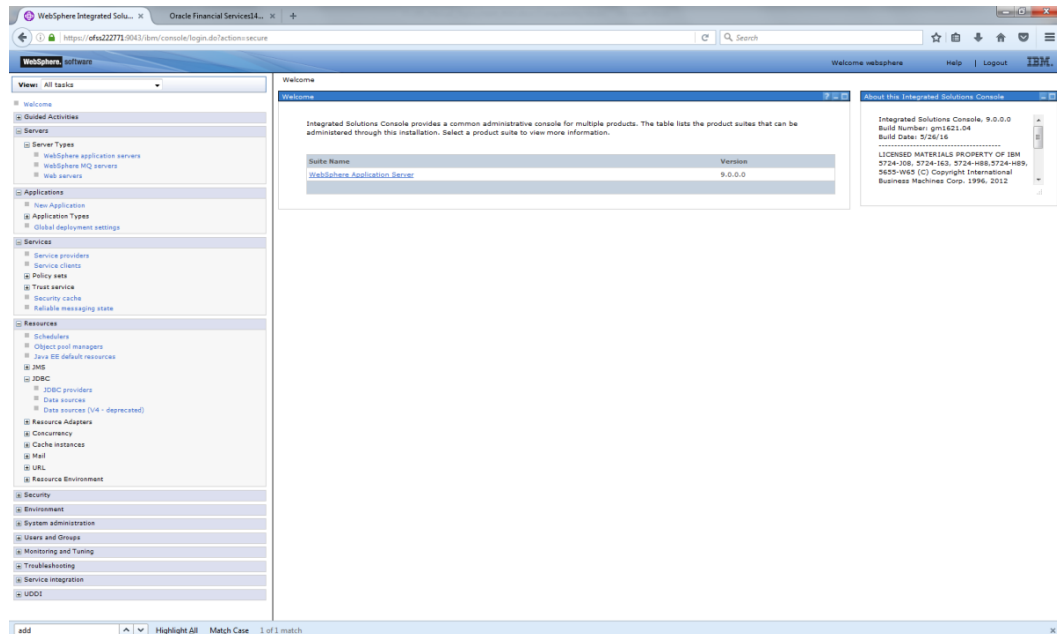 WebSphere Integrated Solu...
Oracle Financial Services14...
https://ofss222771:9043/ibm/console/login.do?action=secure
Search
WebSphere. software
Welcome websphere
Help | Logout
IBM.
View: All tasks
Welcome
Guided Activities
Servers
Server Types
WebSphere application servers
WebSphere MQ servers
Web servers
Applications
New Application
Application Types
Global deployment settings
Services
Service providers
Service clients
Policy sets
Trust service
Security cache
Reliable messaging state
Resources
Schedulers
Object pool managers
Java EE default resources
JMS
JDBC
JDBC providers
Data sources
Data sources (V4 - deprecated)
Resource Adapters
Concurrency
Cache instances
Mail
URL
Resource Environment
Security
Environment
System administration
Users and Groups
Monitoring and Tuning
Troubleshooting
Service integration
UDDI
Welcome
Welcome
Integrated Solutions Console provides a common administrative console for multiple products. The table lists the product suites that can be
administered through this installation. Select a product suite to view more information.
Suite Name Version
WebSphere Application Server 9.0.0.0
About this Integrated Solutions Console
Integrated Solutions Console, 9.0.0.0
Build Number: gm1621.04
Build Date: 5/26/16
----------------------------------------
LICENSED MATERIALS PROPERTY OF IBM
5724-J08, 5724-I63, 5724-H88,5724-H89,
5655-W65 (C) Copyright International
Business Machines Corp. 1996, 2012
add
Highlight All Match Case 1 of 1 match